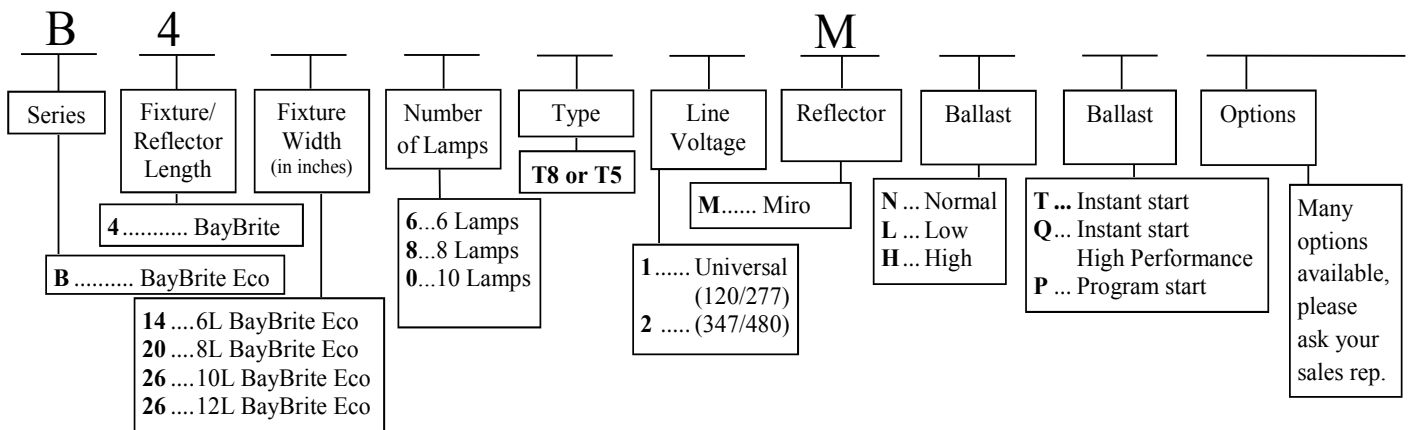 B 4 M
Series
Fixture/
Reflector
Length
Fixture
Width
(in inches)
Number
of Lamps
Type
Line
Voltage
Reflector
Ballast
Ballast
Options
T8 or T5
4........... BayBrite
B .......... BayBrite Eco
14 ....6L BayBrite Eco
20 ....8L BayBrite Eco
26 ....10L BayBrite Eco
26 ....12L BayBrite Eco
6...6 Lamps
8...8 Lamps
0...10 Lamps
1...... Universal
(120/277)
2 ..... (347/480)
M...... Miro
N ... Normal
L ... Low
H ... High
T ... Instant start
Q... Instant start
High Performance
P ... Program start
Many
options
available,
please
ask your
sales rep.